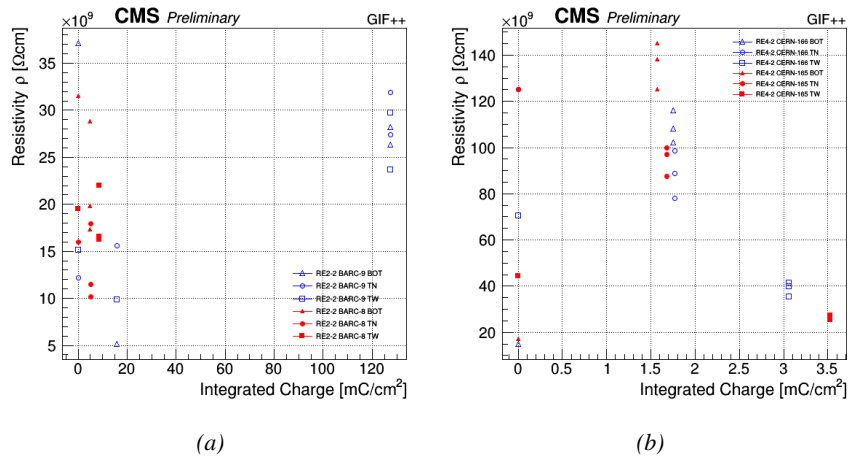 ×10⁹ CMS Preliminary GIF++
Resistivity ρ [Ωcm]
35
30
25
20
15
10
5
RE2-2 BARC-9 BOT
RE2-2 BARC-9 TN
RE2-2 BARC-9 TW
RE2-2 BARC-8 BOT
RE2-2 BARC-8 TN
RE2-2 BARC-8 TW
0 20 40 60 80 100 120
Integrated Charge [mC/cm²]
(a)
×10⁹ CMS Preliminary GIF++
Resistivity ρ [Ωcm]
140
120
100
80
60
40
20
RE4-2 CERN-166 BOT
RE4-2 CERN-166 TN
RE4-2 CERN-166 TW
RE4-2 CERN-165 BOT
RE4-2 CERN-165 TN
RE4-2 CERN-165 TW
0 0.5 1 1.5 2 2.5 3 3.5
Integrated Charge [mC/cm²]
(b)